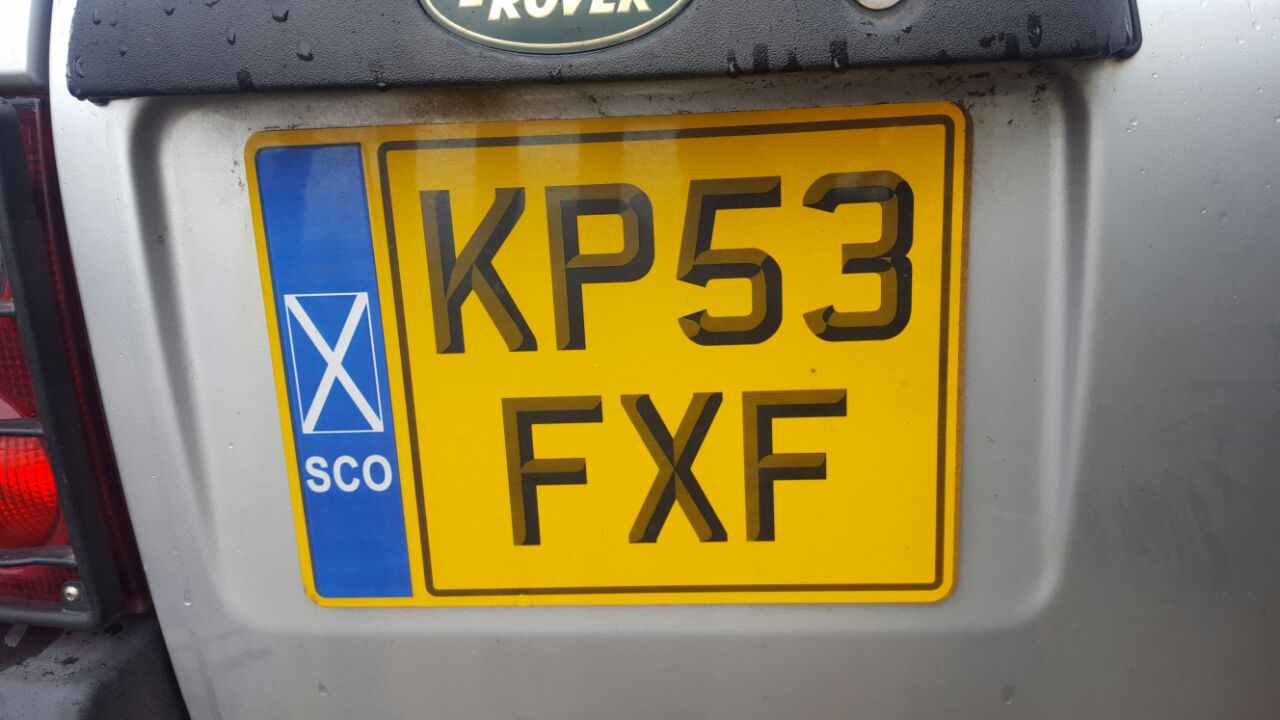 ROVER
SCO
KP53
FXF